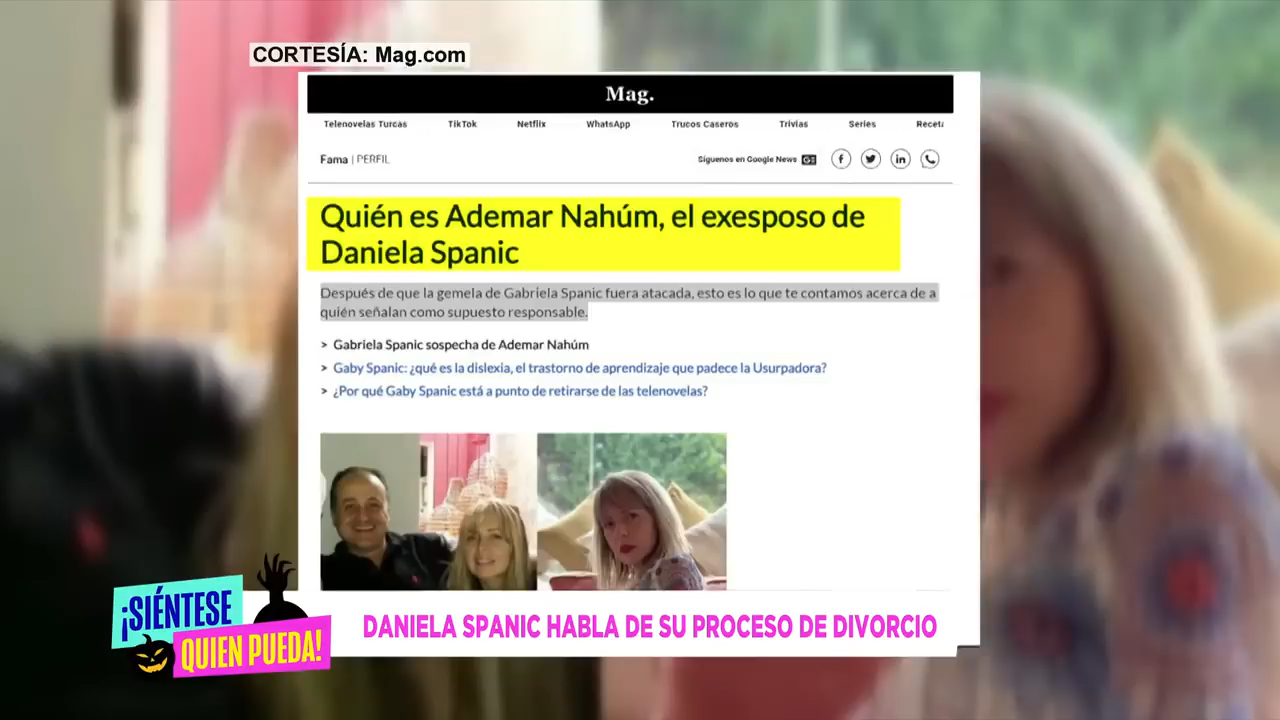 CORTESÍA: Mag.com
Mag.
Telenovelas Turcas TikTok Netflix WhatsApp Trucos Caseros Trivias Series Receta
Fama | PERFIL
Síguenos en Google News
Quién es Ademar Nahúm, el exesposo de
Daniela Spanic
Después de que la gemela de Gabriela Spanic fuera atacada, esto es lo que te contamos acerca de a
quién señalan como supuesto responsable.
> Gabriela Spanic sospecha de Ademar Nahúm
> Gaby Spanic: ¿qué es la dislexia, el trastorno de aprendizaje que padece la Usurpadora?
> ¿Por qué Gaby Spanic está a punto de retirarse de las telenovelas?
¡SIÉNTESE
QUIEN PUEDA!
DANIELA SPANIC HABLA DE SU PROCESO DE DIVORCIO